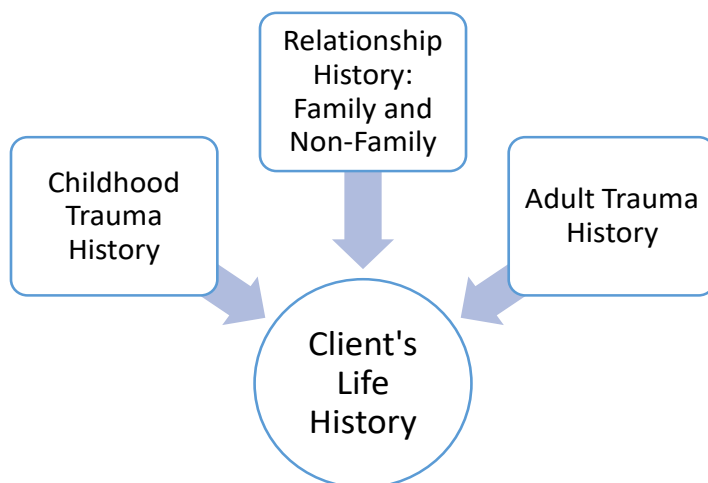 Relationship
History:
Family and
Non-Family
Childhood
Trauma
History
Adult Trauma
History
Client's
Life
History